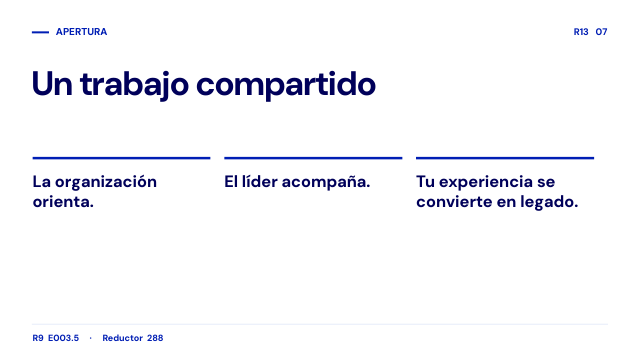 APERTURA
R13 07
Un trabajo compartido
La organización
orienta.
El líder acompaña.
Tu experiencia se
convierte en legado.
R9 E003.5 · Reductor 288